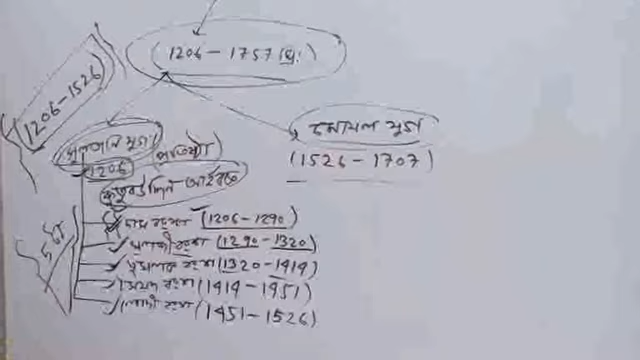 (1206 - 1757 খ্রি:)
1206-1526
সুলতানি যুগ
মোঘল যুগ
(1526 - 1707)
1206 প্রতিষ্ঠা
কুতুবউদ্দিন আইবক
দাস বংশ (1206-1290)
খলজী বংশ (1290-1320)
তুঘলক বংশ (1320-1414)
সৈয়দ বংশ (1414-1451)
লোদী বংশ (1451-1526)